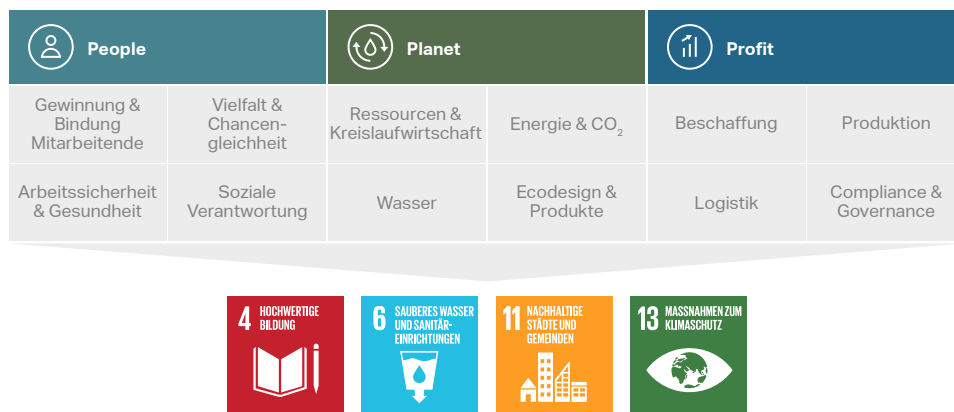 People
Planet
Profit
Gewinnung &
Bindung
Mitarbeitende
Vielfalt &
Chancen-
gleichheit
Ressourcen &
Kreislaufwirtschaft
Energie & CO₂
Beschaffung
Produktion
Arbeitssicherheit
& Gesundheit
Soziale
Verantwortung
Wasser
Ecodesign &
Produkte
Logistik
Compliance &
Governance
4 HOCHWERTIGE
BILDUNG
6 SAUBERES WASSER
UND SANITÄR-
EINRICHTUNGEN
11 NACHHALTIGE
STÄDTE UND
GEMEINDEN
13 MASSNAHMEN ZUM
KLIMASCHUTZ